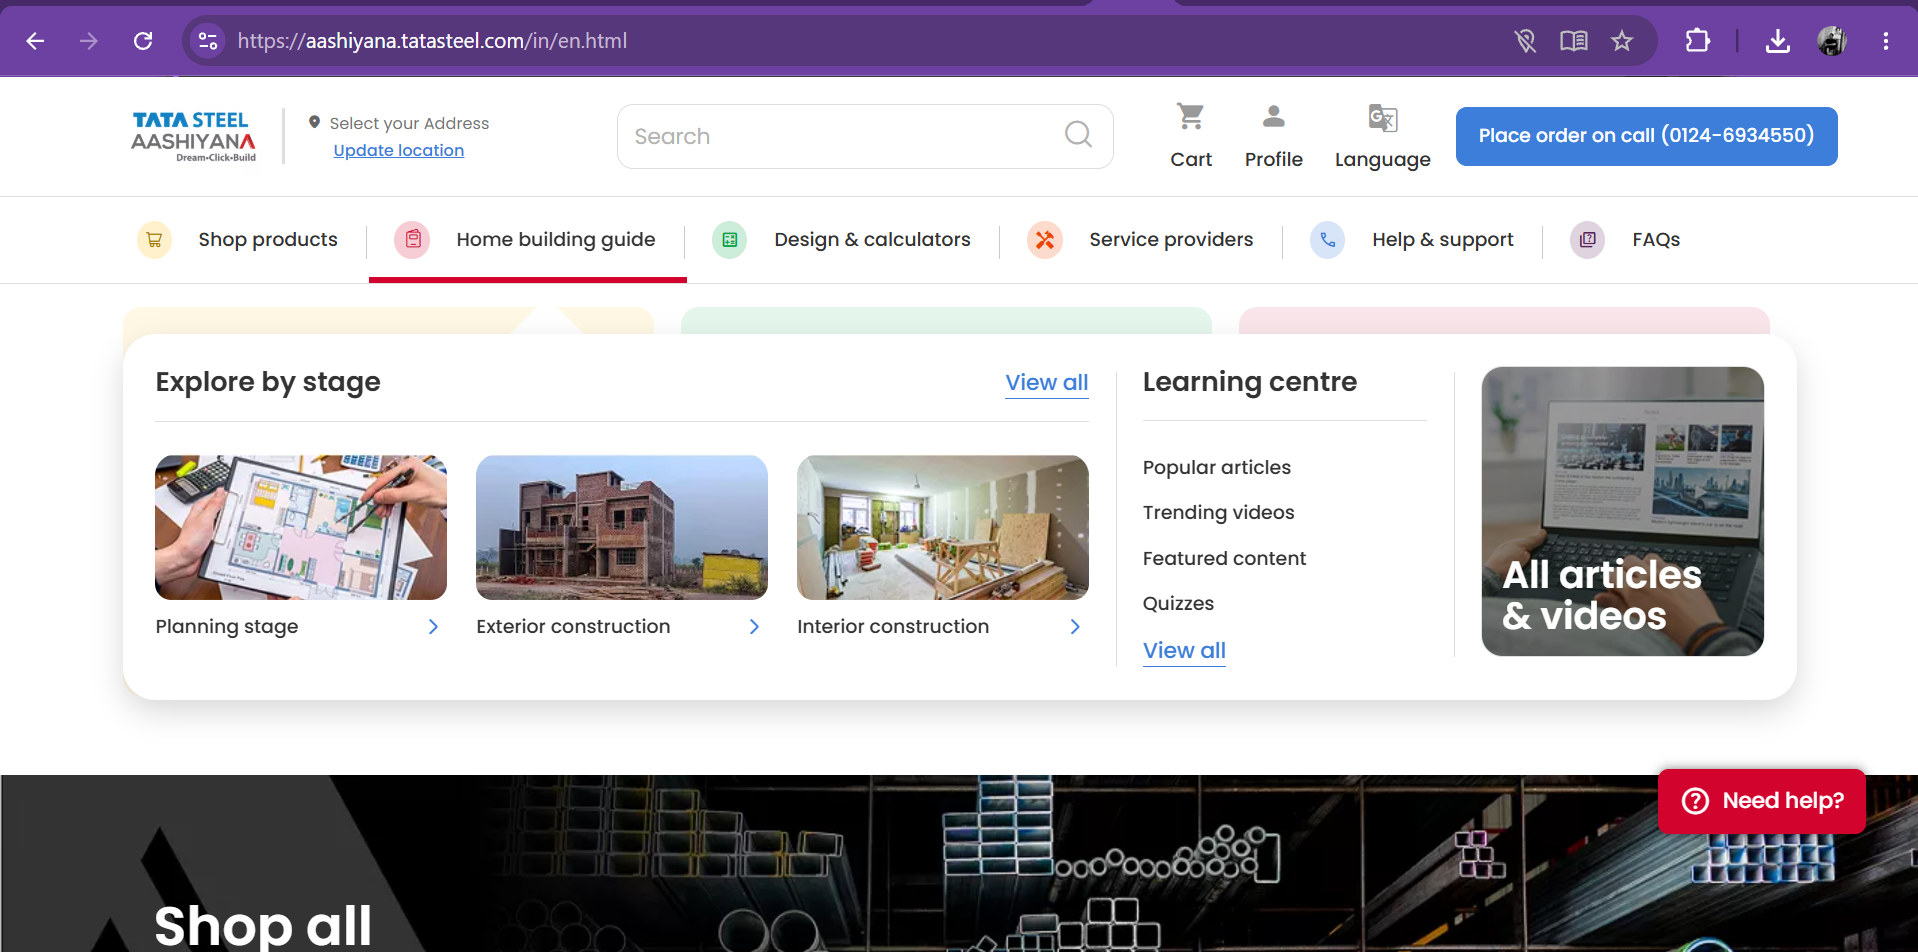 https://aashiyana.tatasteel.com/in/en.html
TATA STEEL
AASHIYANA
Dream•Click•Build
Select your Address
Update location
Search
Cart
Profile
Language
Place order on call (0124-6934550)
Shop products
Home building guide
Design & calculators
Service providers
Help & support
FAQs
Explore by stage
View all
Planning stage
Exterior construction
Interior construction
Learning centre
Popular articles
Trending videos
Featured content
Quizzes
View all
All articles
& videos
Need help?
Shop all